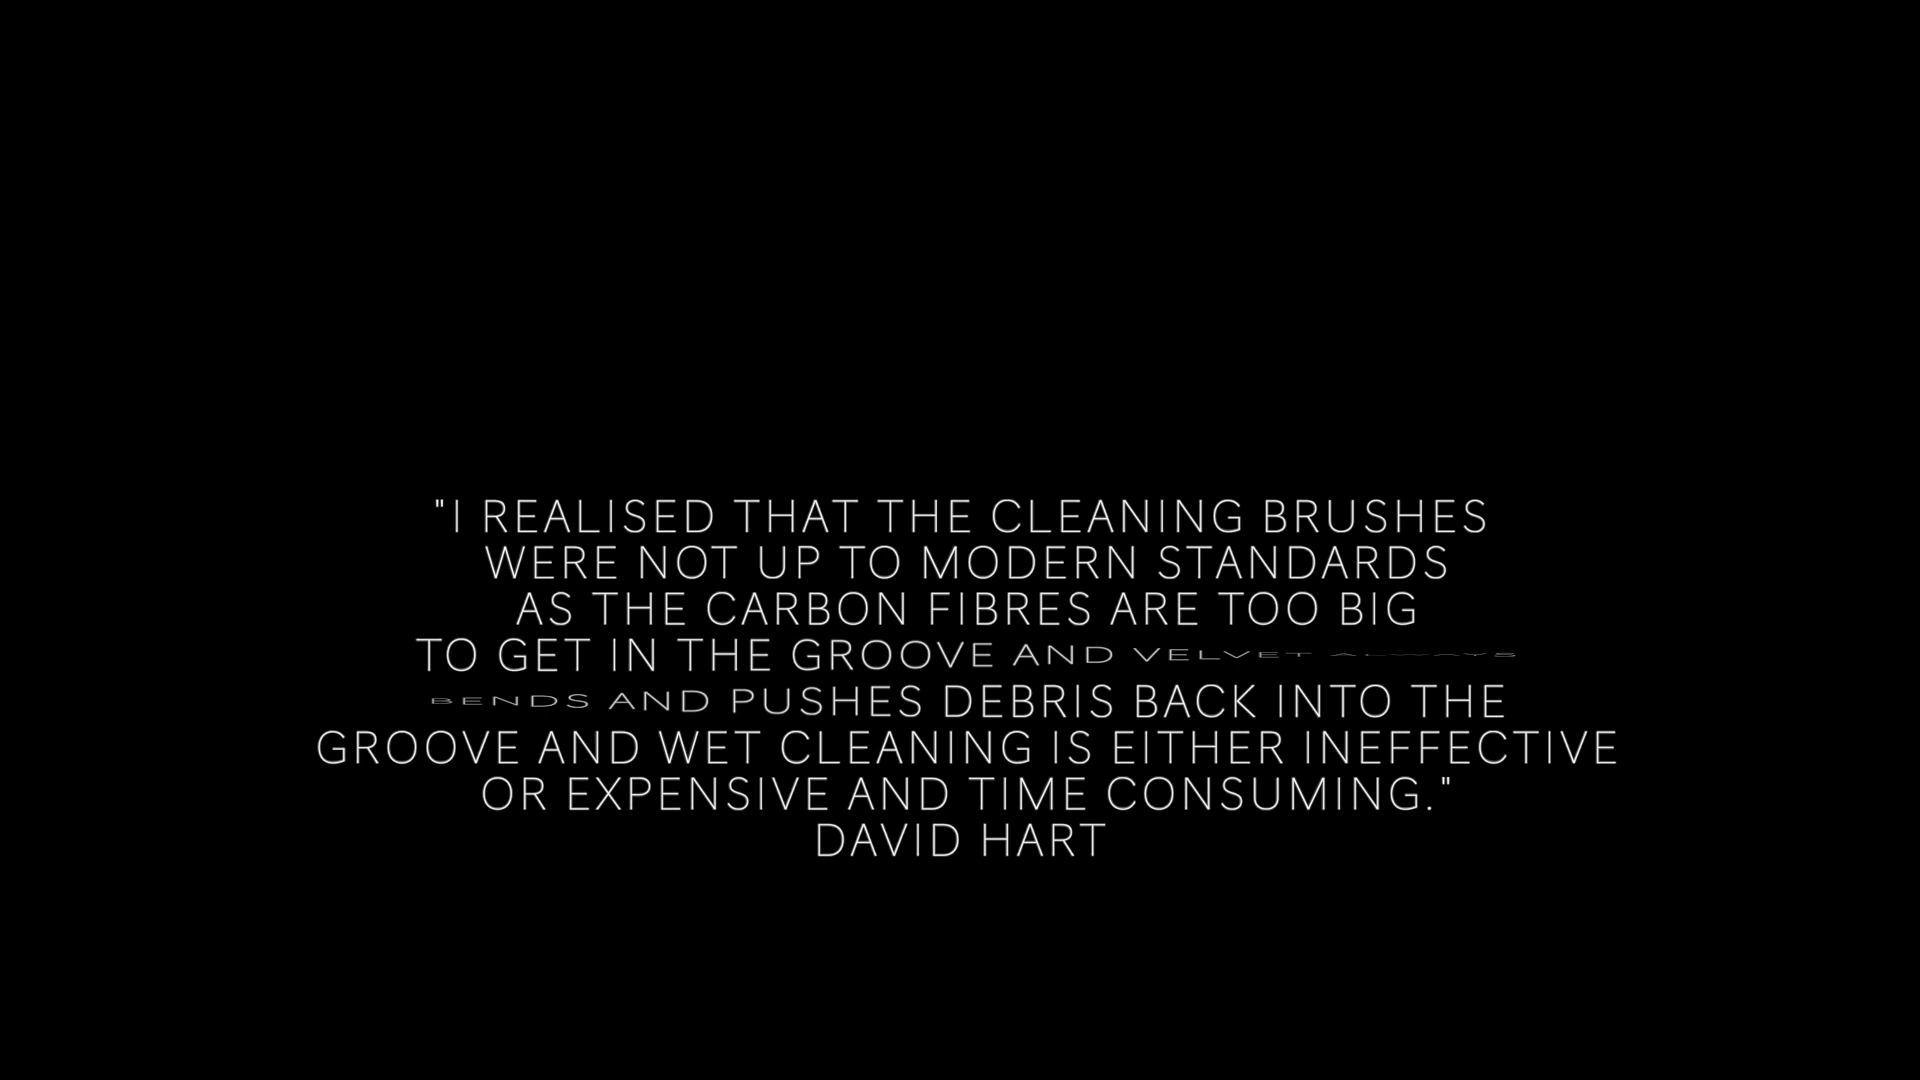 "I REALISED THAT THE CLEANING BRUSHES
WERE NOT UP TO MODERN STANDARDS
AS THE CARBON FIBRES ARE TOO BIG
TO GET IN THE GROOVE AND VELVET ALWAYS
BENDS AND PUSHES DEBRIS BACK INTO THE
GROOVE AND WET CLEANING IS EITHER INEFFECTIVE
OR EXPENSIVE AND TIME CONSUMING."
DAVID HART